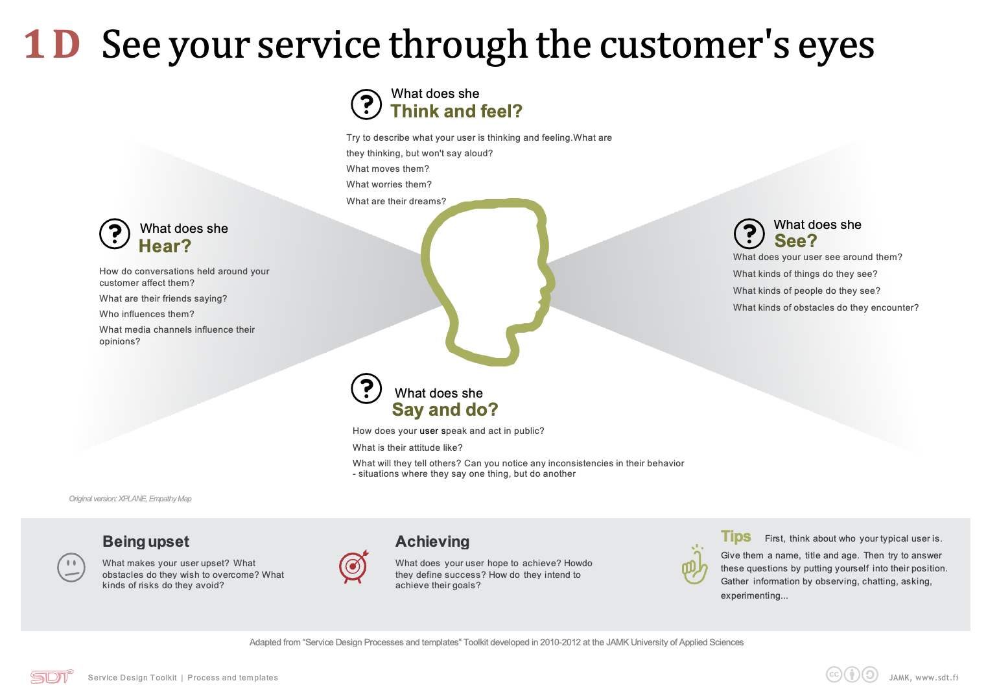 1 D See your service through the customer's eyes
What does she
Think and feel?
Try to describe what your user is thinking and feeling.What are
they thinking, but won't say aloud?
What moves them?
What worries them?
What are their dreams?
What does she
Hear?
How do conversations held around your
customer affect them?
What are their friends saying?
Who influences them?
What media channels influence their
opinions?
What does she
See?
What does your user see around them?
What kinds of things do they see?
What kinds of people do they see?
What kinds of obstacles do they encounter?
What does she
Say and do?
How does your user speak and act in public?
What is their attitude like?
What will they tell others? Can you notice any inconsistencies in their behavior
- situations where they say one thing, but do another
Original version: XPLANE, Empathy Map
Being upset
What makes your user upset? What
obstacles do they wish to overcome? What
kinds of risks do they avoid?
Achieving
What does your user hope to achieve? Howdo
they define success? How do they intend to
achieve their goals?
Tips First, think about who your typical user is.
Give them a name, title and age. Then try to answer
these questions by putting yourself into their position.
Gather information by observing, chatting, asking,
experimenting...
Adapted from “Service Design Processes and templates” Toolkit developed in 2010-2012 at the JAMK University of Applied Sciences
SDT Service Design Toolkit | Process and templates
cc JAMK, www.sdt.fi